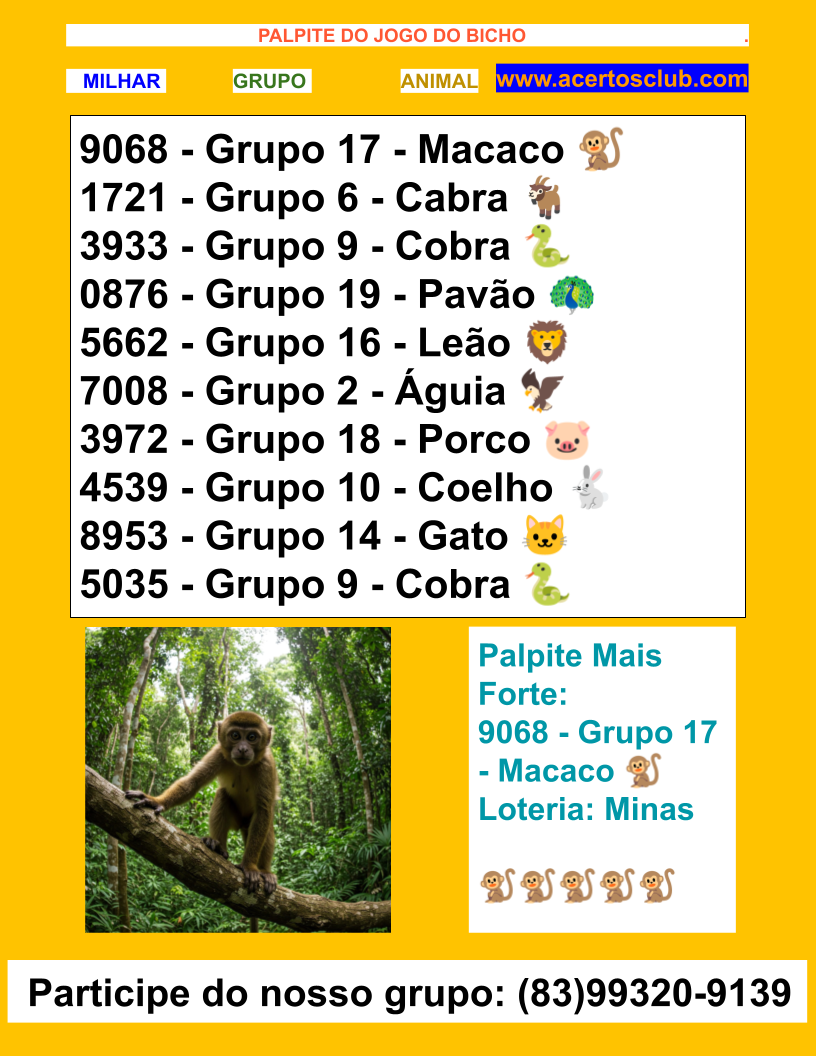 PALPITE DO JOGO DO BICHO .
MILHAR GRUPO ANIMAL www.acertosclub.com
9068 - Grupo 17 - Macaco 🐒
1721 - Grupo 6 - Cabra 🐐
3933 - Grupo 9 - Cobra 🐍
0876 - Grupo 19 - Pavão 🦚
5662 - Grupo 16 - Leão 🦁
7008 - Grupo 2 - Águia 🦅
3972 - Grupo 18 - Porco 🐷
4539 - Grupo 10 - Coelho 🐇
8953 - Grupo 14 - Gato 🐱
5035 - Grupo 9 - Cobra 🐍
Palpite Mais
Forte:
9068 - Grupo 17
- Macaco 🐒
Loteria: Minas
🐒🐒🐒🐒🐒
Participe do nosso grupo: (83)99320-9139